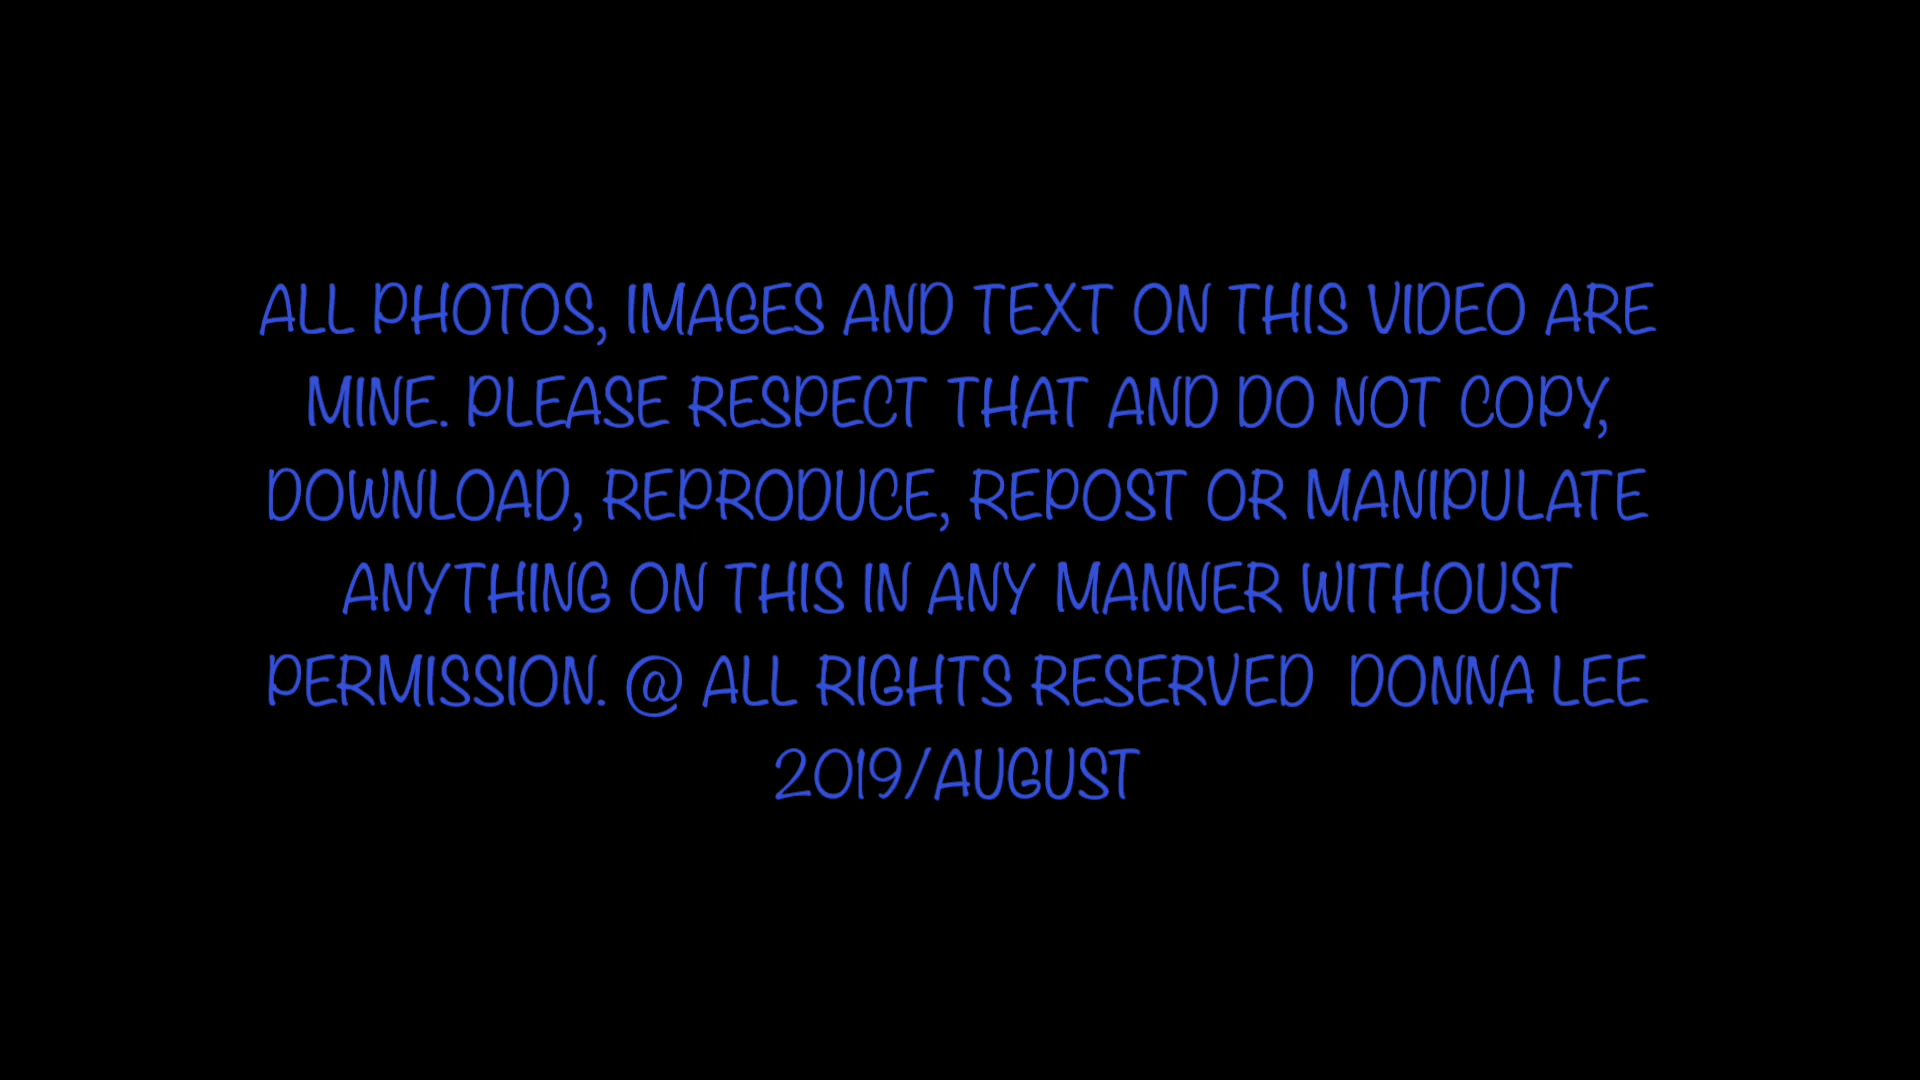 ALL PHOTOS, IMAGES AND TEXT ON THIS VIDEO ARE
MINE. PLEASE RESPECT THAT AND DO NOT COPY,
DOWNLOAD, REPRODUCE, REPOST OR MANIPULATE
ANYTHING ON THIS IN ANY MANNER WITHOUST
PERMISSION. @ ALL RIGHTS RESERVED  DONNA LEE
2019/AUGUST